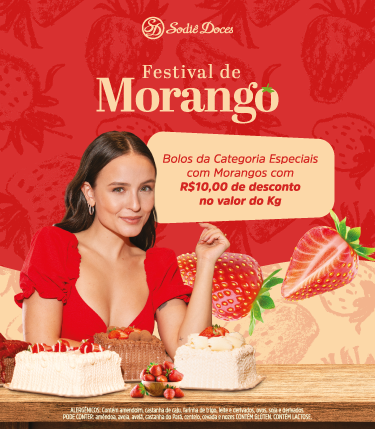 SD Sodiê Doces
Festival de
Morango
Bolos da Categoria Especiais
com Morangos com
R$10,00 de desconto
no valor do Kg
ALERGÊNICOS: Contém amendoim, castanha de caju, farinha de trigo, leite e derivados, ovos, soja e derivados.
PODE CONTER: amêndoa, aveia, avelã, castanha do Pará, centeio, cevada e nozes CONTÉM GLÚTEN. CONTÉM LACTOSE.